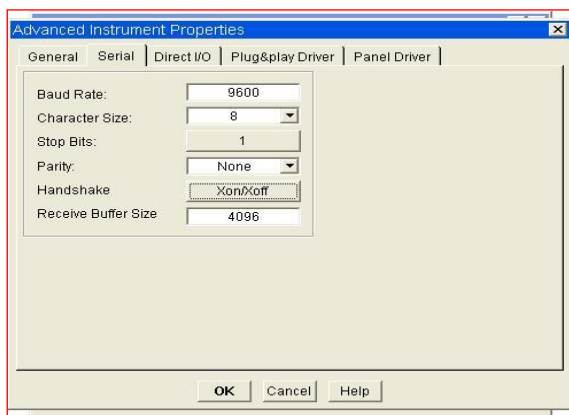 Advanced Instrument Properties
General Serial Direct I/O Plug&play Driver Panel Driver
Baud Rate: 9600
Character Size: 8
Stop Bits: 1
Parity: None
Handshake Xon/Xoff
Receive Buffer Size 4096
OK Cancel Help